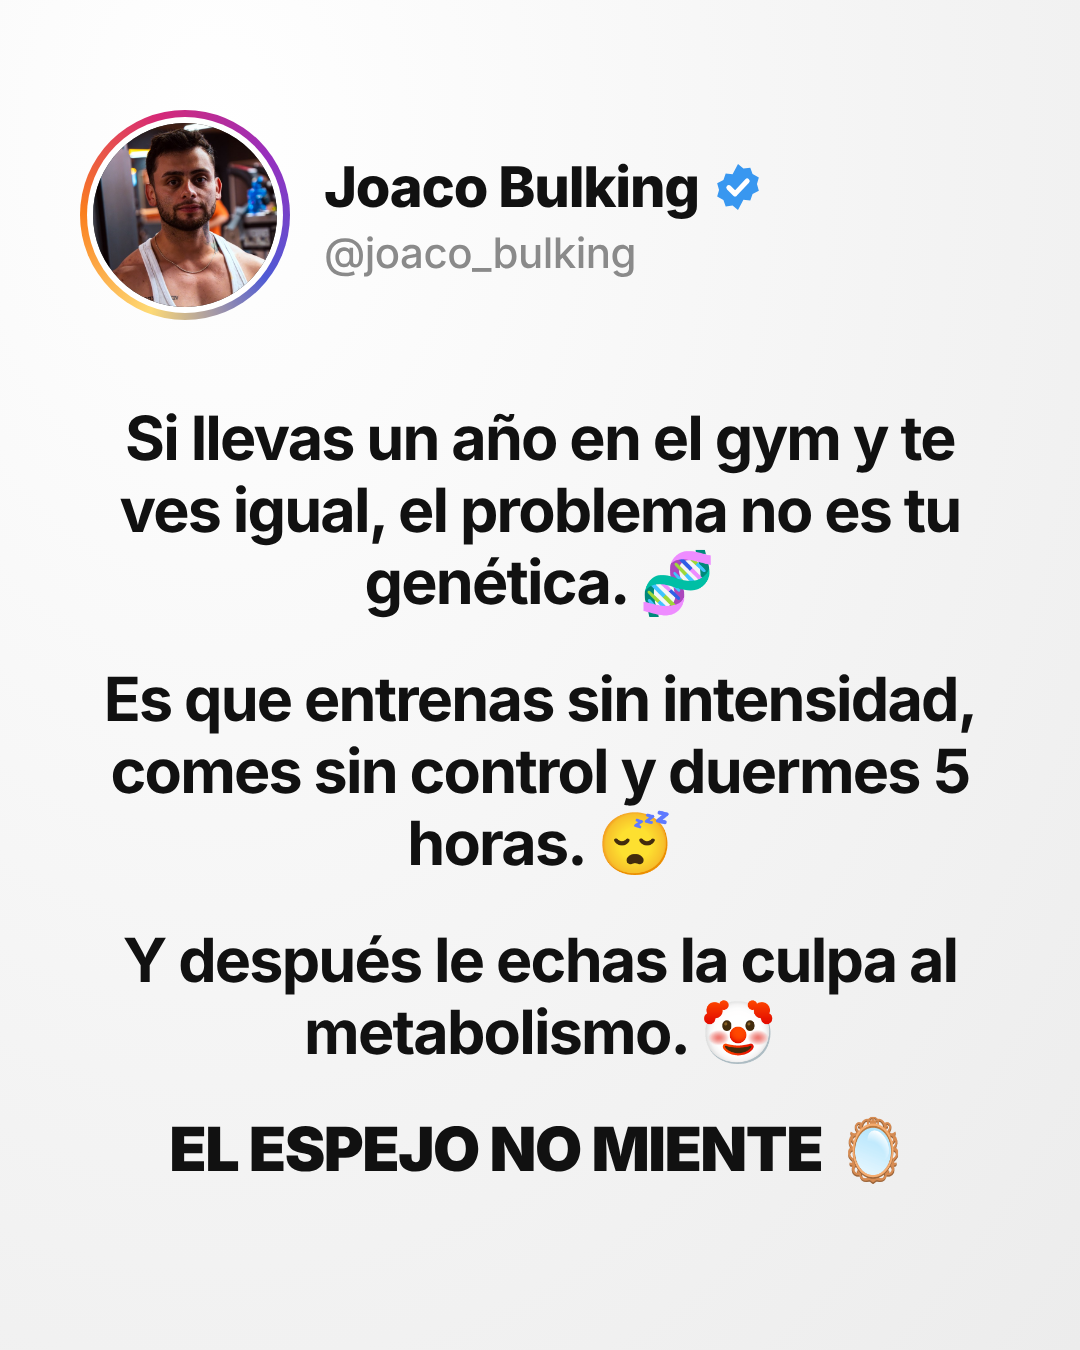 Joaco Bulking
@joaco_bulking
Si llevas un año en el gym y te
ves igual, el problema no es tu
genética. 🧬
Es que entrenas sin intensidad,
comes sin control y duermes 5
horas. 😴
Y después le echas la culpa al
metabolismo. 🤡
EL ESPEJO NO MIENTE 🪞